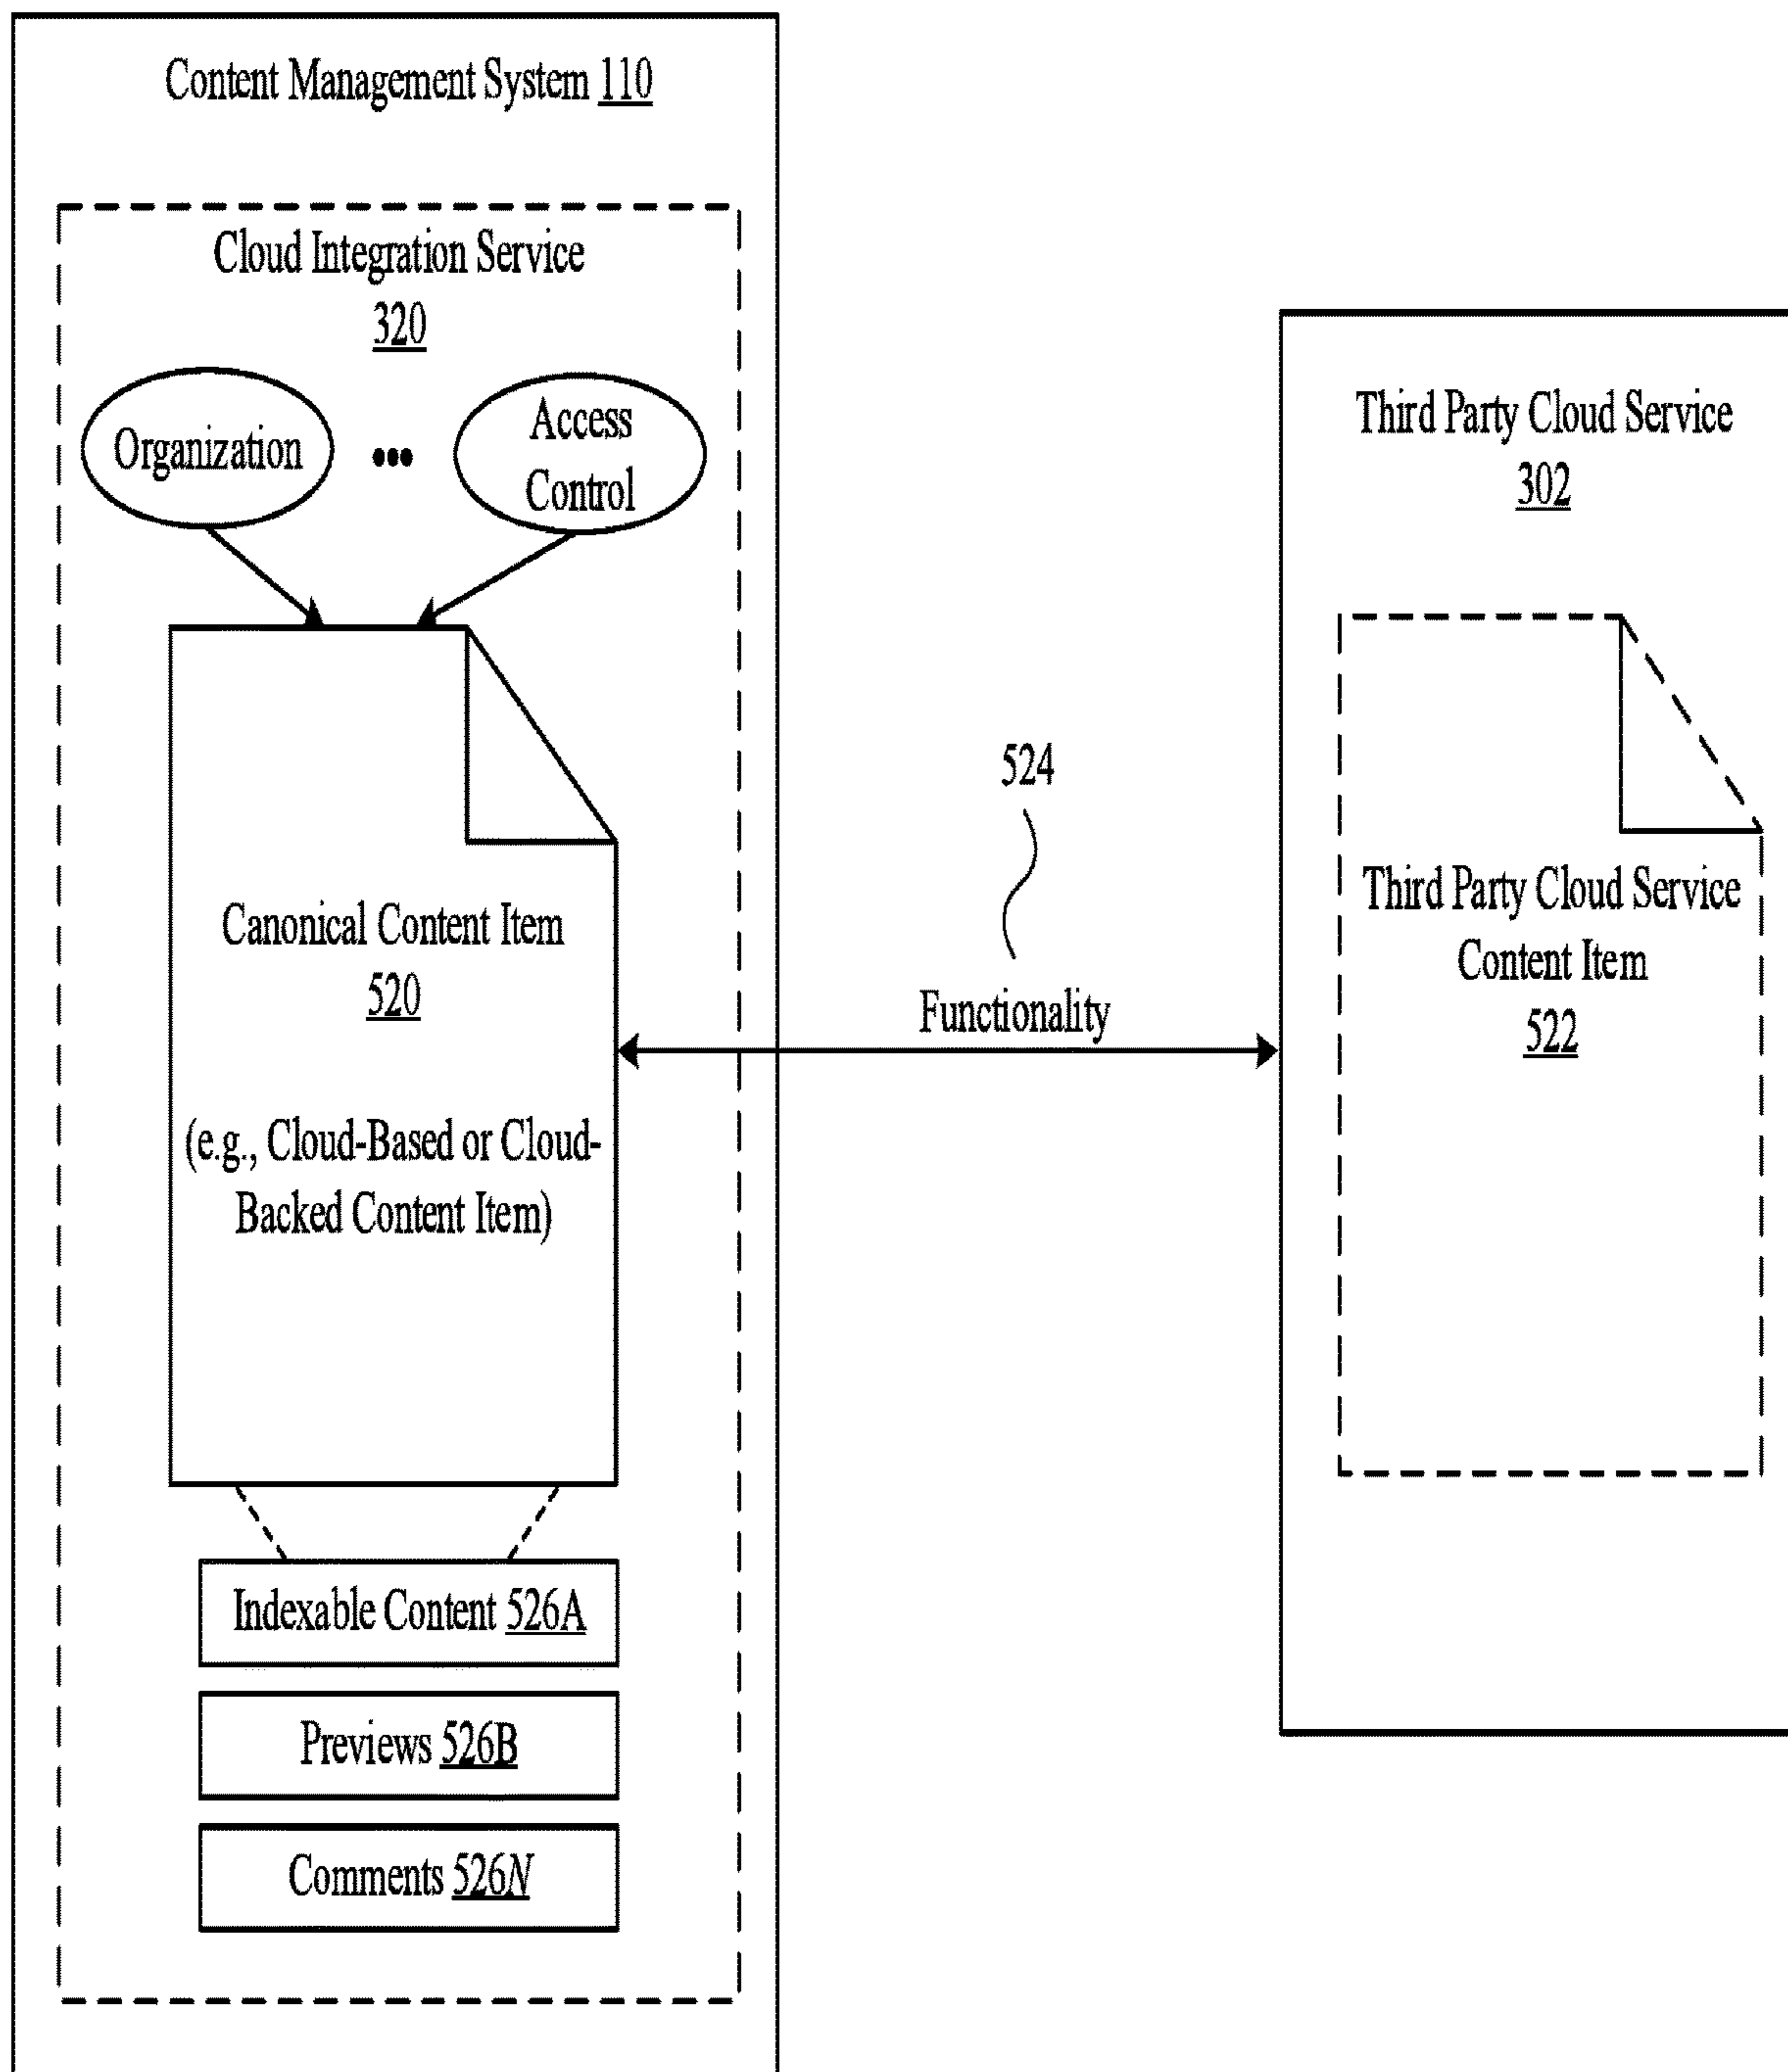 Content Management System 110
Cloud Integration Service
320
Organization
Access
Control
Canonical Content Item
520
(e.g., Cloud-Based or Cloud-
Backed Content Item)
Indexable Content 526A
Previews 526B
Comments 526N
524
Functionality
Third Party Cloud Service
302
Third Party Cloud Service
Content Item
522